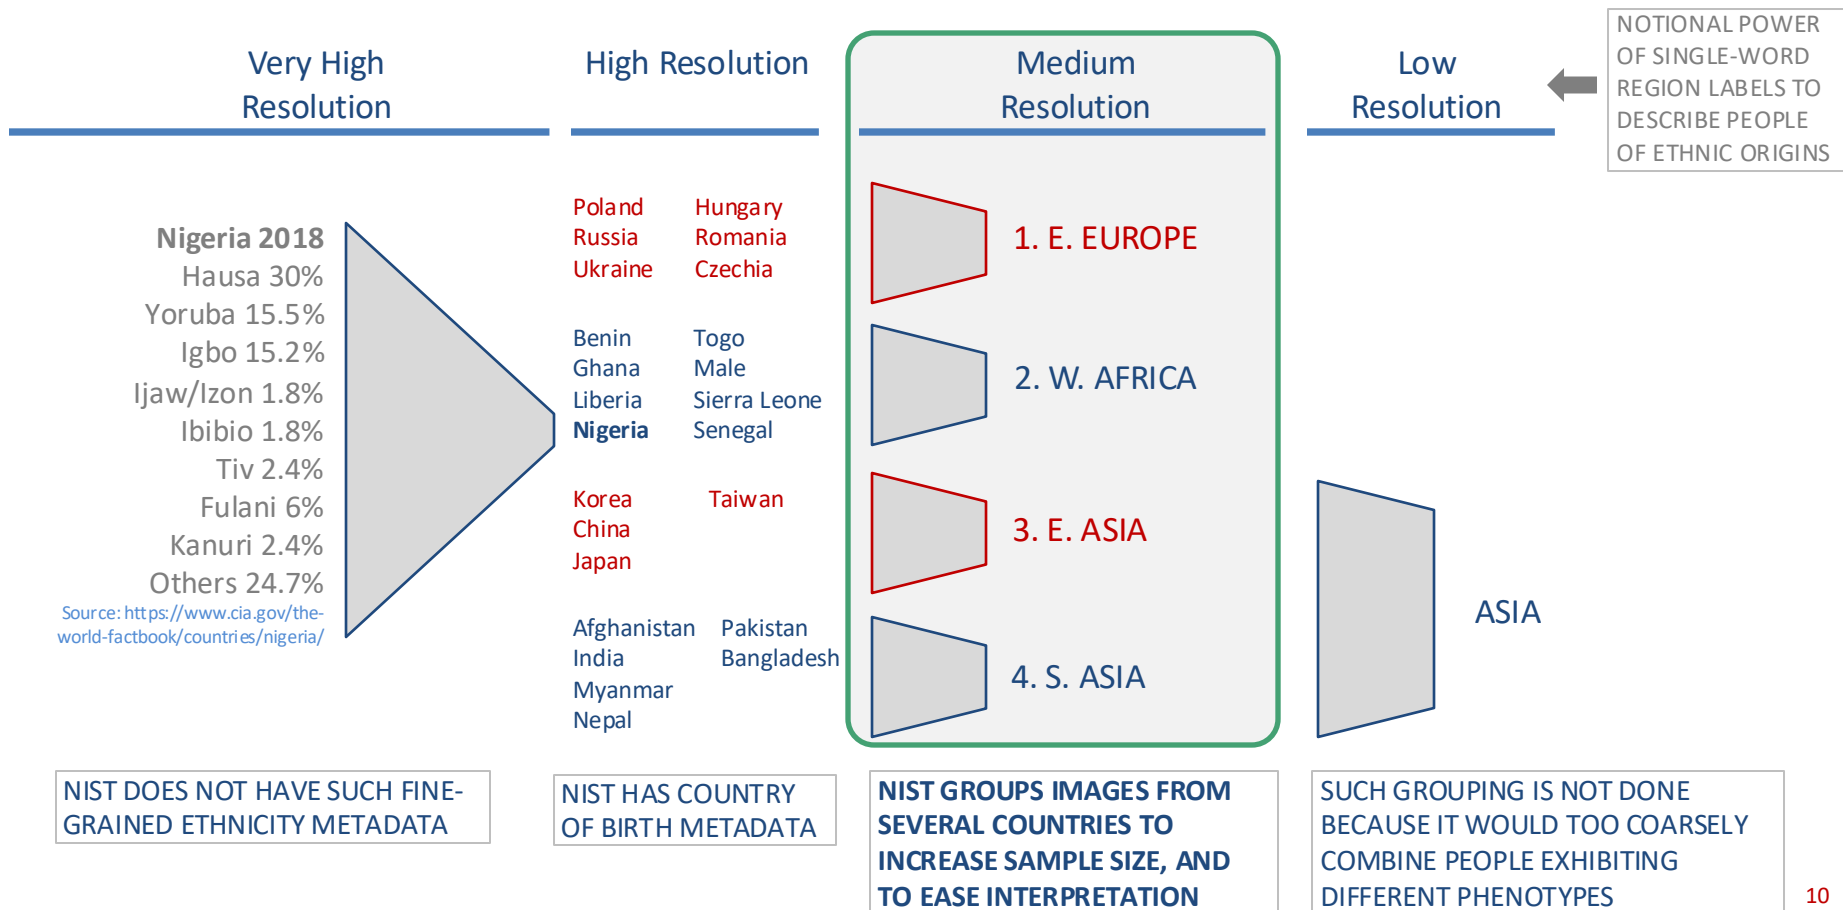 Very High
Resolution
High Resolution
Medium
Resolution
Low
Resolution
NOTIONAL POWER
OF SINGLE-WORD
REGION LABELS TO
DESCRIBE PEOPLE
OF ETHNIC ORIGINS
Nigeria 2018
Hausa 30%
Yoruba 15.5%
Igbo 15.2%
Ijaw/Izon 1.8%
Ibibio 1.8%
Tiv 2.4%
Fulani 6%
Kanuri 2.4%
Others 24.7%
Source: https://www.cia.gov/the-
world-factbook/countries/nigeria/
Poland Hungary
Russia Romania
Ukraine Czechia
Benin Togo
Ghana Male
Liberia Sierra Leone
Nigeria Senegal
Korea Taiwan
China
Japan
Afghanistan Pakistan
India Bangladesh
Myanmar
Nepal
1. E. EUROPE
2. W. AFRICA
3. E. ASIA
4. S. ASIA
ASIA
NIST DOES NOT HAVE SUCH FINE-
GRAINED ETHNICITY METADATA
NIST HAS COUNTRY
OF BIRTH METADATA
NIST GROUPS IMAGES FROM
SEVERAL COUNTRIES TO
INCREASE SAMPLE SIZE, AND
TO EASE INTERPRETATION
SUCH GROUPING IS NOT DONE
BECAUSE IT WOULD TOO COARSELY
COMBINE PEOPLE EXHIBITING
DIFFERENT PHENOTYPES
10